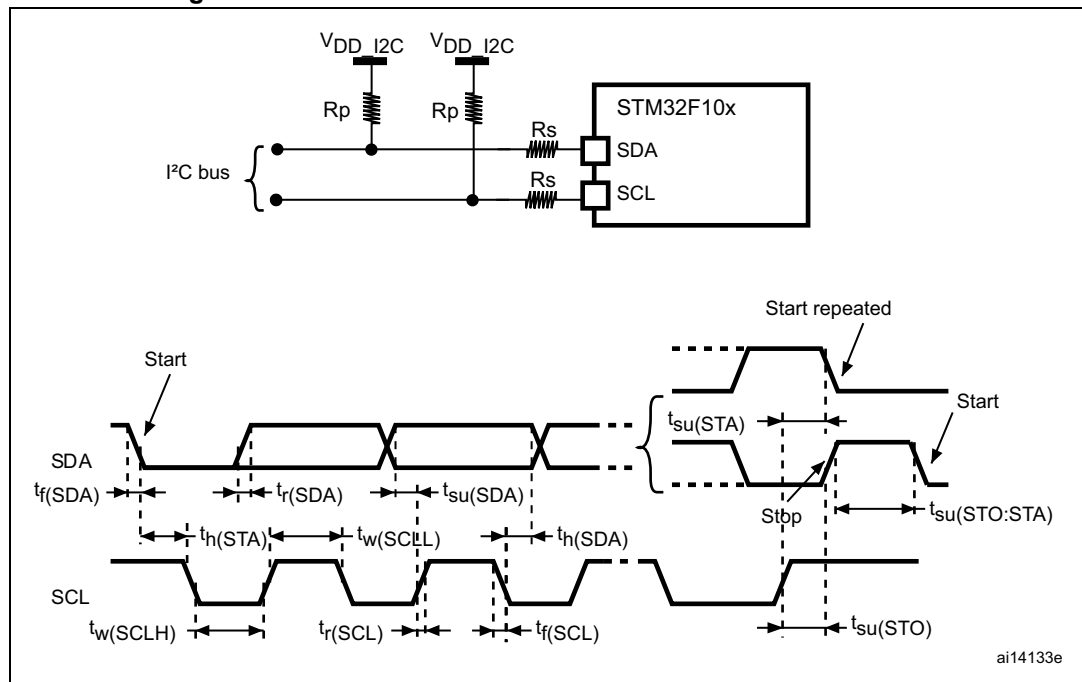 g
VDD_I2C VDD_I2C
Rp Rp
STM32F10x
Rs
SDA
I²C bus
Rs
SCL
Start repeated
Start
Start
tsu(STA)
SDA
tf(SDA) tr(SDA) tsu(SDA)
Stop
tsu(STO:STA)
th(STA) tw(SCLL) th(SDA)
SCL
tw(SCLH) tr(SCL) tf(SCL) tsu(STO)
ai14133e